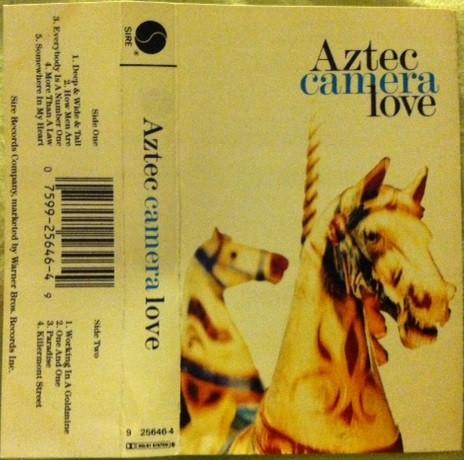 Aztec
camera
love
SIRE
®
Aztec camera love
9 25646-4
DOLBY SYSTEM
Side One
1. Deep & Wide & Tall
2. How Men Are
3. Everybody Is A Number One
4. More Than A Law
5. Somewhere In My Heart
0 7599-25646-4 9
Side Two
1. Working In A Goldmine
2. One And One
3. Paradise
4. Killermont Street
Sire Records Company, marketed by Warner Bros. Records Inc.